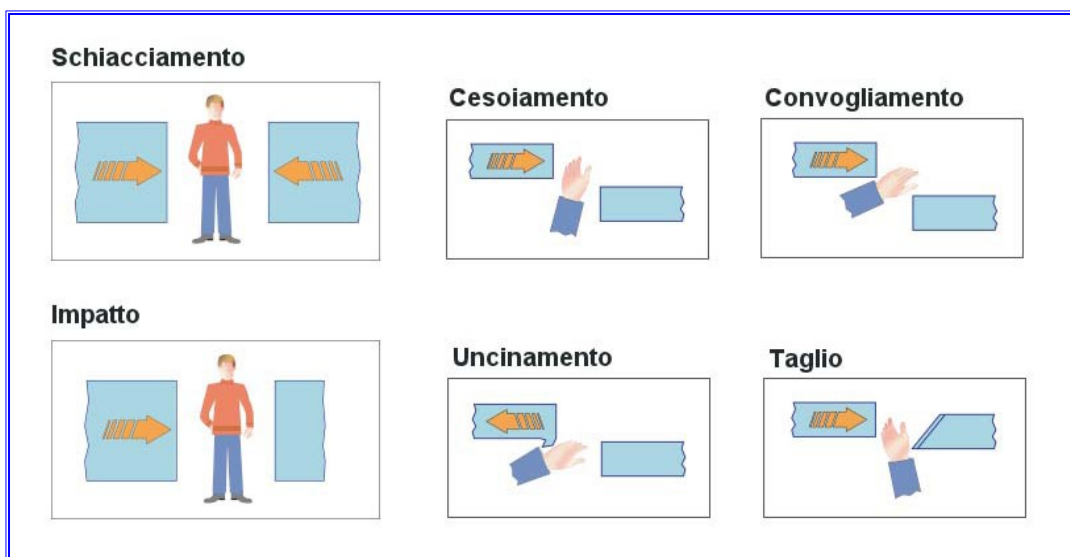 Schiacciamento
Cesoiamento
Convogliamento
Impatto
Uncinamento
Taglio